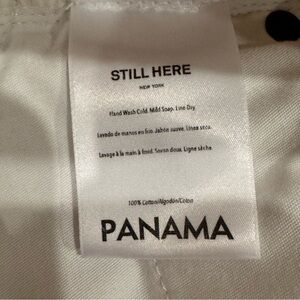 STILL HERE
NEW YORK
Hand Wash Cold. Mild Soap. Line Dry.
Lavado de manos en frio. Jabón suave. Línea seca.
Lavage à la main à froid. Savon doux. Ligne sèche.
100% Cotton/Algodón/Coton
PANAMA